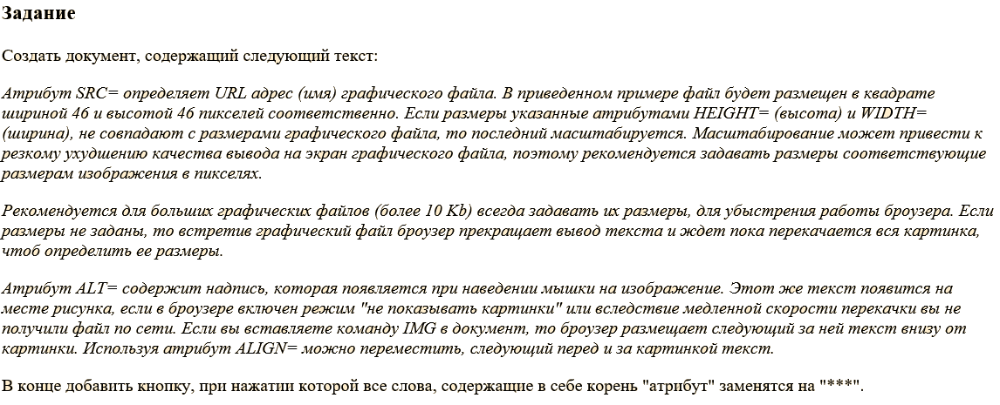 Задание
Создать документ, содержащий следующий текст:
Атрибут SRC= определяет URL адрес (имя) графического файла. В приведенном примере файл будет размещен в квадрате
шириной 46 и высотой 46 пикселей соответственно. Если размеры указанные атрибутами HEIGHT= (высота) и WIDTH=
(ширина), не совпадают с размерами графического файла, то последний масштабируется. Масштабирование может привести к
резкому ухудшению качества вывода на экран графического файла, поэтому рекомендуется задавать размеры соответствующие
размерам изображения в пикселях.
Рекомендуется для больших графических файлов (более 10 Kb) всегда задавать их размеры, для убыстрения работы броузера. Если
размеры не заданы, то встретив графический файл броузер прекращает вывод текста и ждет пока перекачается вся картинка,
чтоб определить ее размеры.
Атрибут ALT= содержит надпись, которая появляется при наведении мышки на изображение. Этот же текст появится на
месте рисунка, если в броузере включен режим "не показывать картинки" или вследствие медленной скорости перекачки вы не
получили файл по сети. Если вы вставляете команду IMG в документ, то броузер размещает следующий за ней текст внизу от
картинки. Используя атрибут ALIGN= можно переместить, следующий перед и за картинкой текст.
В конце добавить кнопку, при нажатии которой все слова, содержащие в себе корень "атрибут" заменятся на "***".